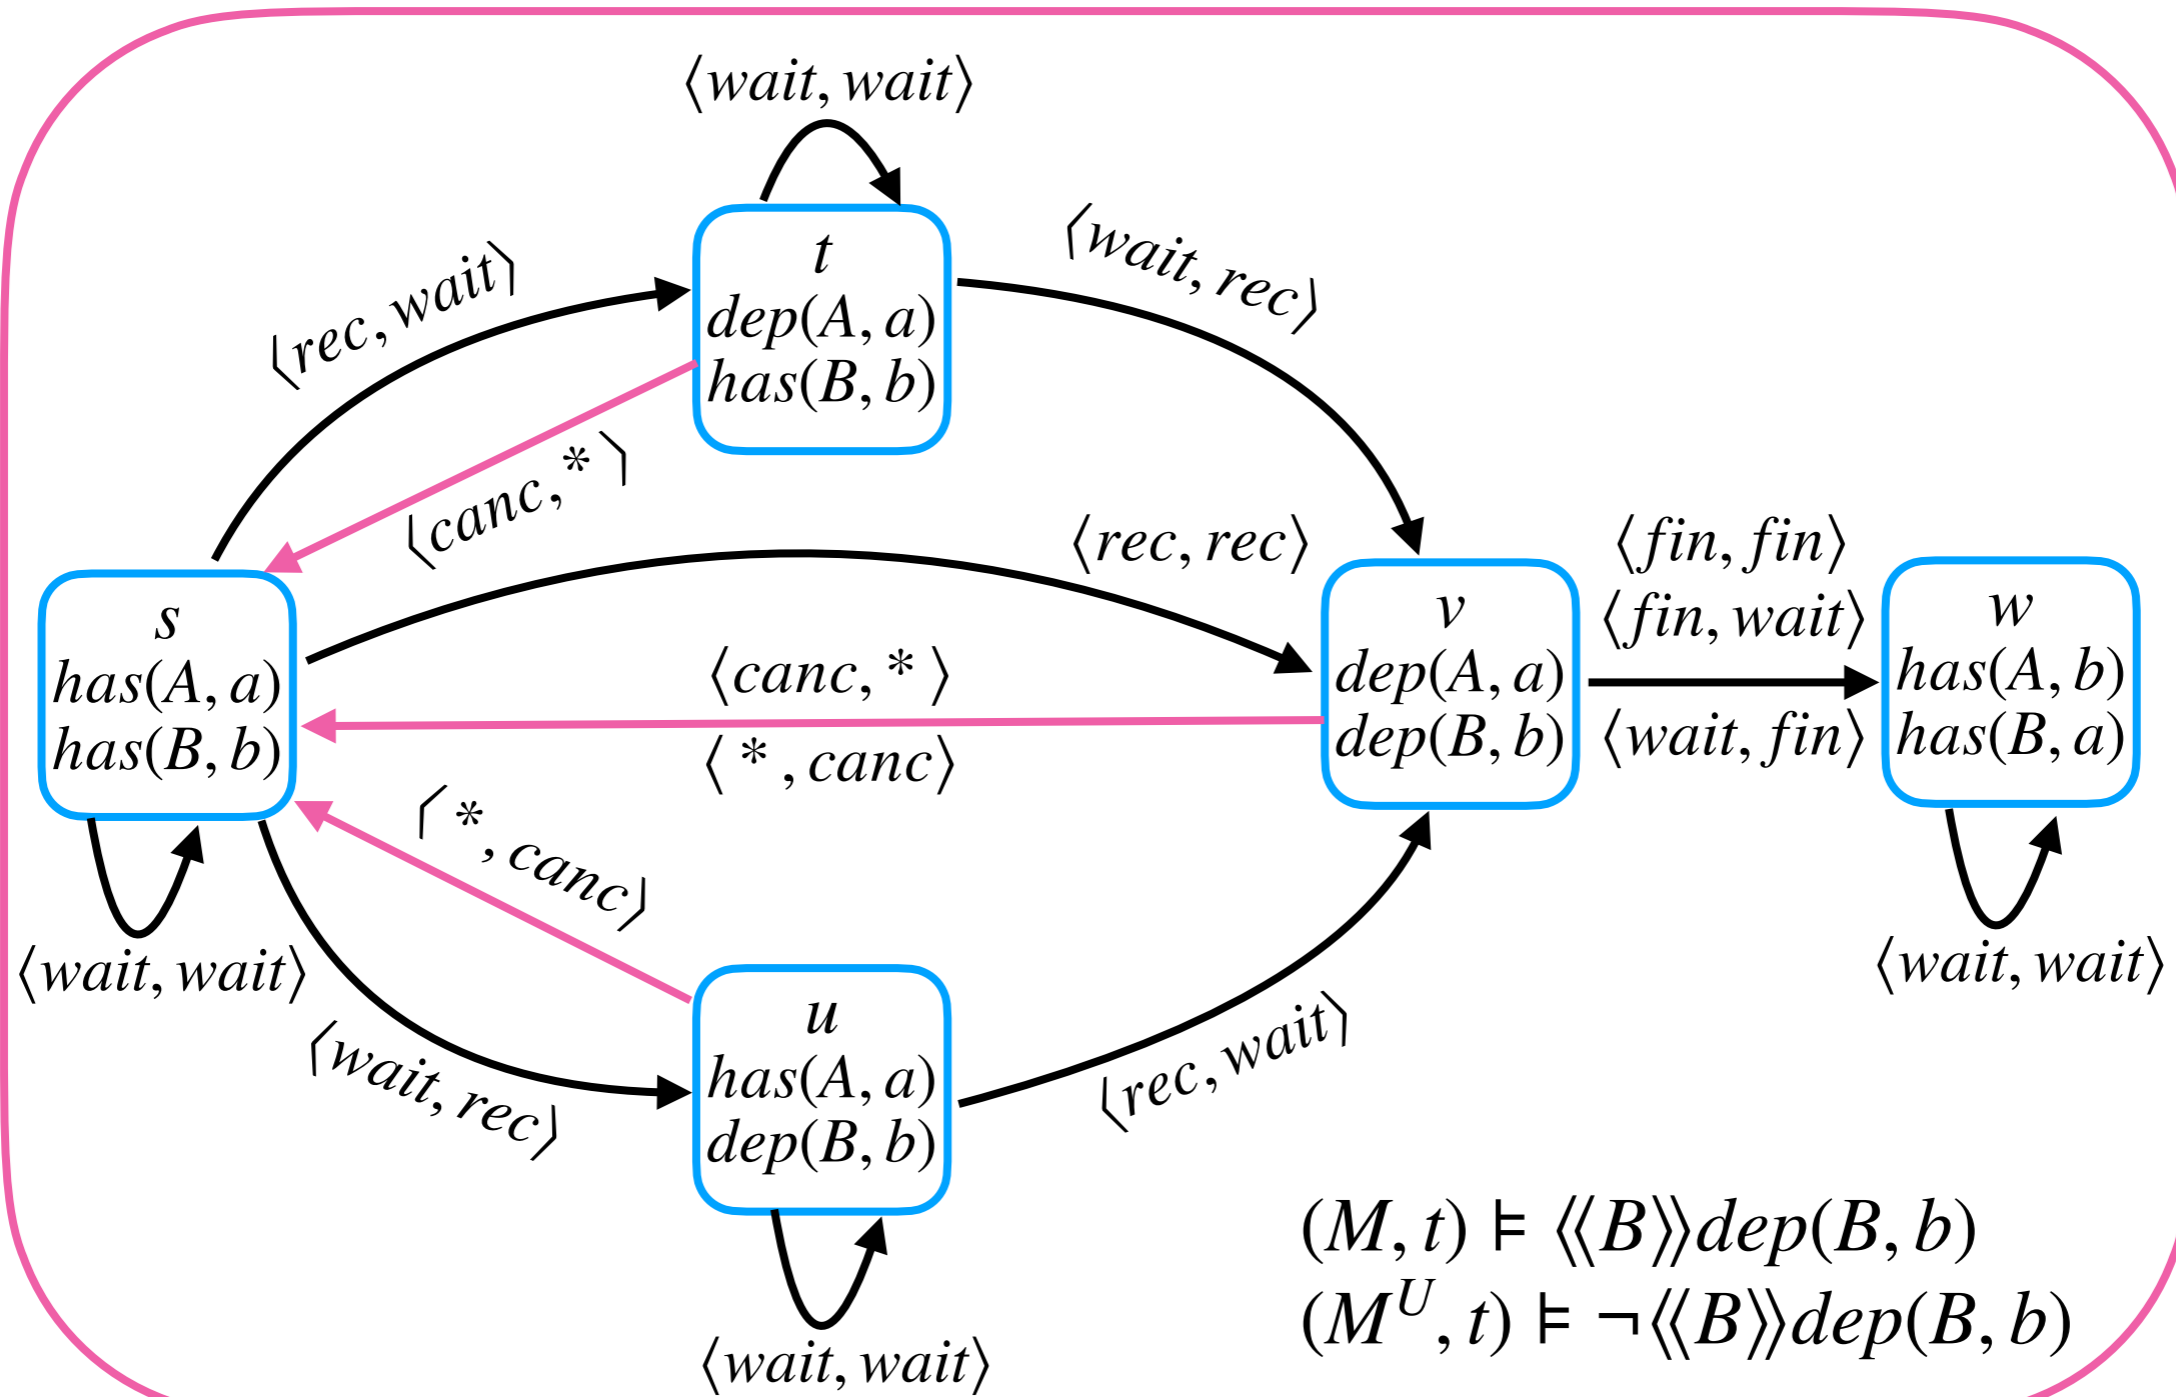 ⟨wait, wait⟩
⟨rec, wait⟩
t
dep(A, a)
has(B, b)
⟨wait, rec⟩
⟨canc, *⟩
⟨rec, rec⟩
s
has(A, a)
has(B, b)
⟨canc, *⟩
⟨*, canc⟩
v
dep(A, a)
dep(B, b)
⟨fin, fin⟩
⟨fin, wait⟩
⟨wait, fin⟩
w
has(A, b)
has(B, a)
⟨*, canc⟩
⟨wait, wait⟩
⟨wait, wait⟩
⟨wait, rec⟩
u
has(A, a)
dep(B, b)
⟨rec, wait⟩
⟨wait, wait⟩
(M, t) ⊨ ⟪B⟫dep(B, b)
(Mᵁ, t) ⊨ ¬⟪B⟫dep(B, b)